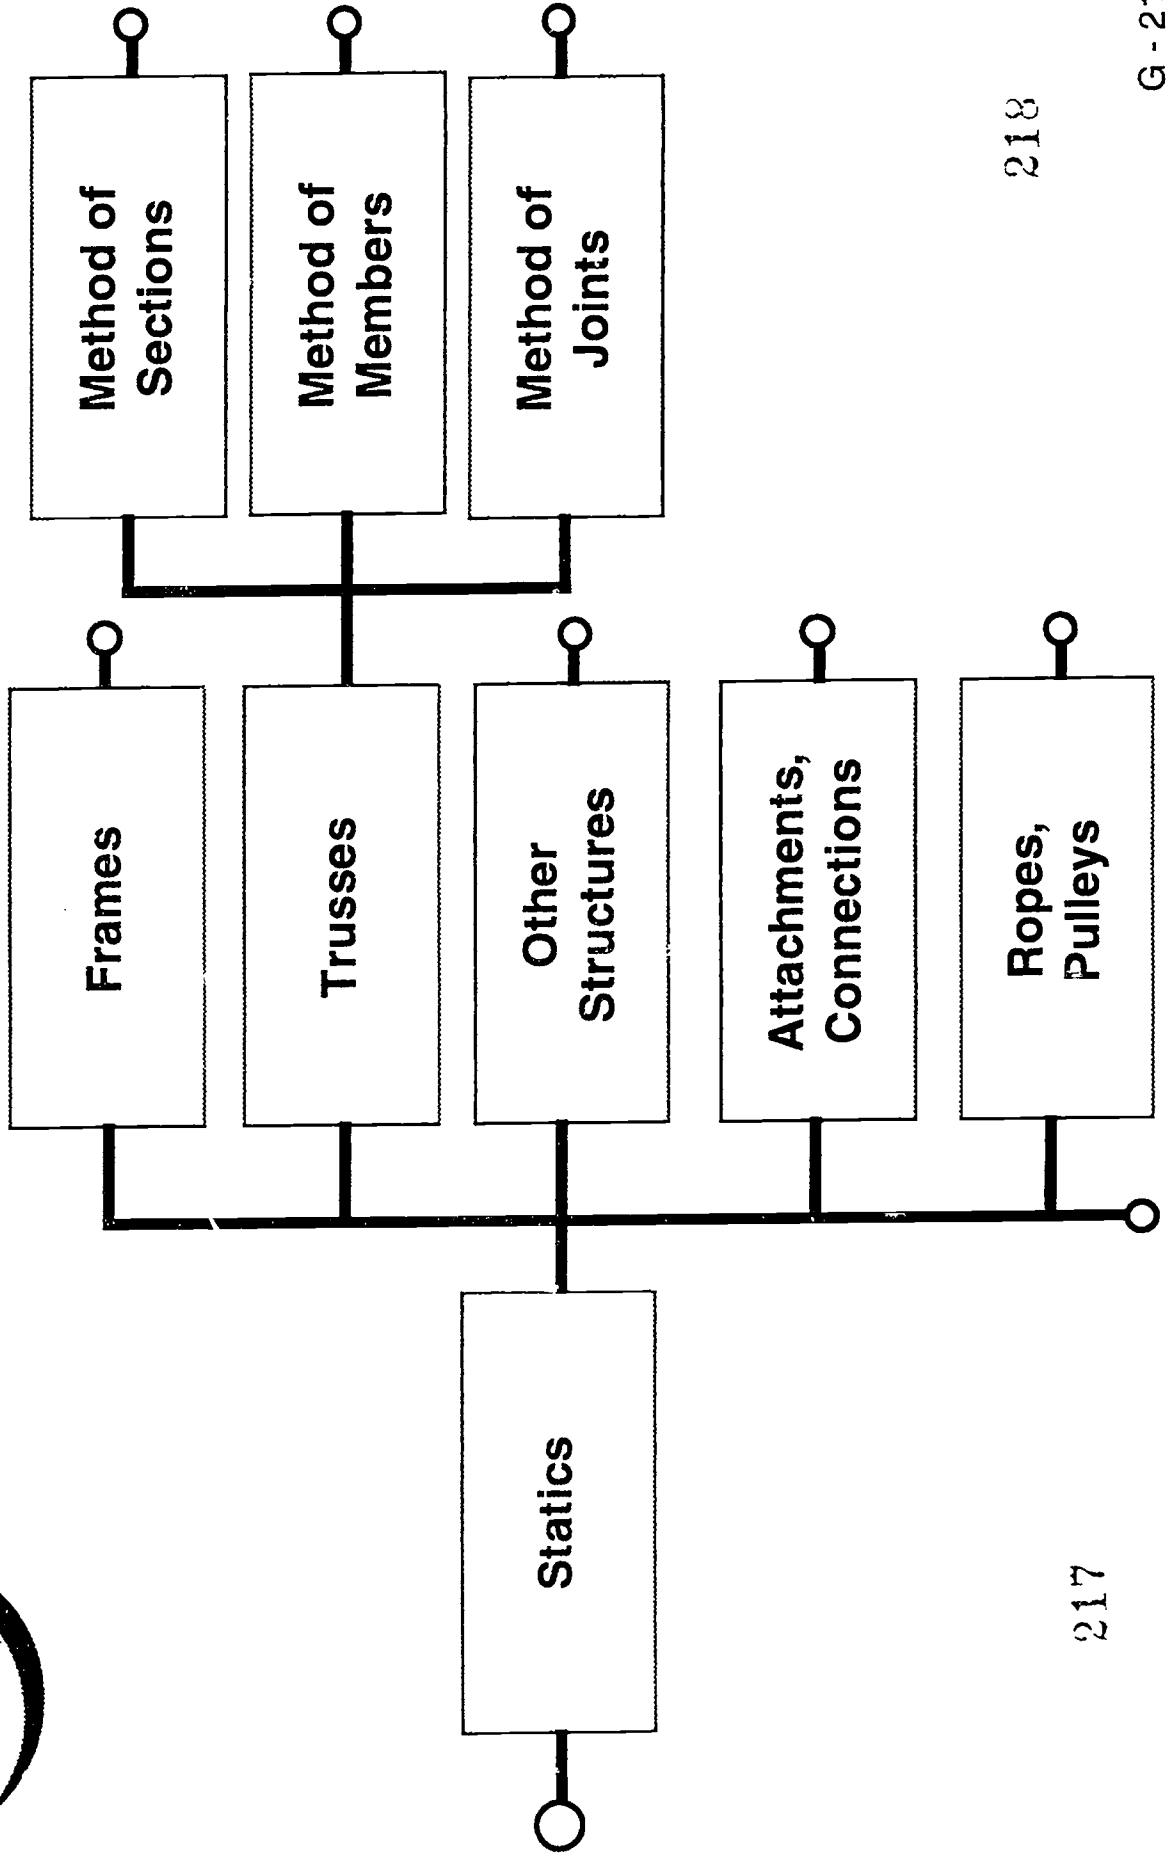 Statics
Frames
Trusses
Other
Structures
Attachments,
Connections
Ropes,
Pulleys
Method of
Sections
Method of
Members
Method of
Joints
217
218